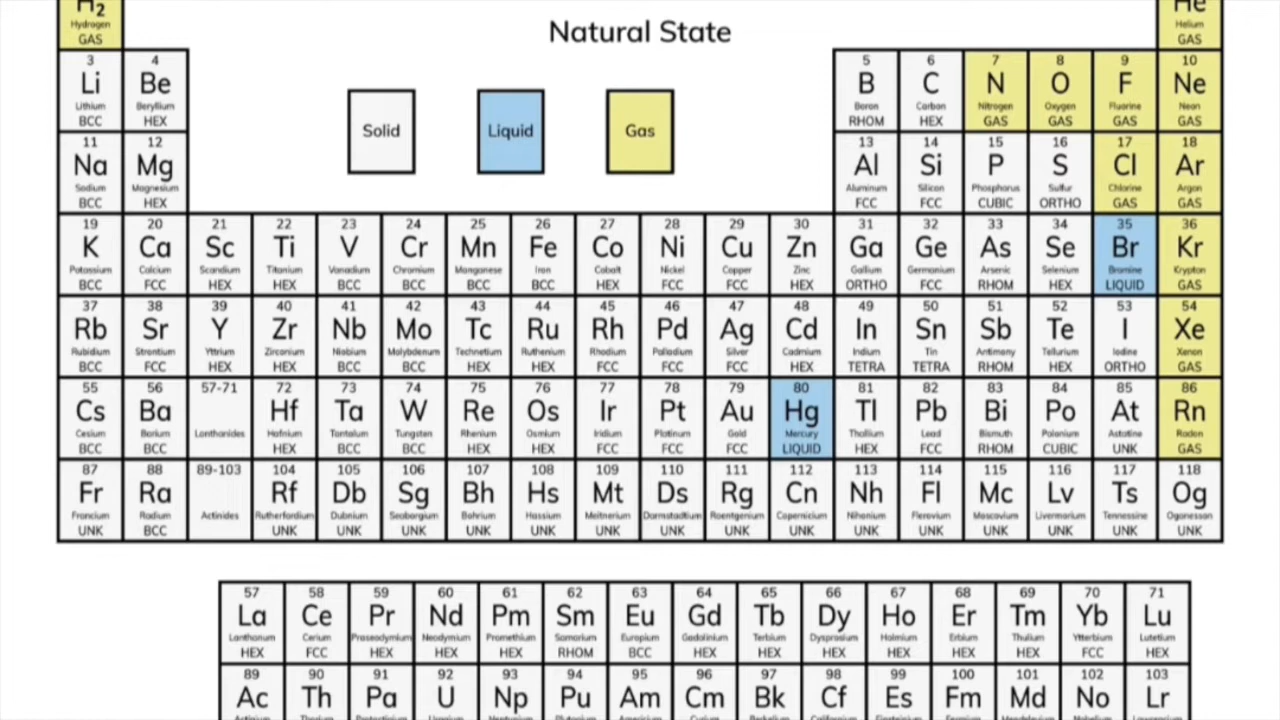 H2 He
Natural State
Hydrogen Helium
GAS GAS
3 4 5 6 7 8 9 10
Li Be B C N O F Ne
Solid Liquid Gas
Lithium Beryllium Boron Carbon Nitrogen Oxygen Fluorine Neon
BCC HEX RHOM HEX GAS GAS GAS GAS
11 12 13 14 15 16 17 18
Na Mg Al Si P S Cl Ar
Sodium Magnesium Aluminum Silicon Phosphorus Sulfur Chlorine Argon
BCC HEX FCC FCC CUBIC ORTHO GAS GAS
19 20 21 22 23 24 25 26 27 28 29 30 31 32 33 34 35 36
K Ca Sc Ti V Cr Mn Fe Co Ni Cu Zn Ga Ge As Se Br Kr
Potassium Calcium Scandium Titanium Vanadium Chromium Manganese Iron Cobalt Nickel Copper Zinc Gallium Germanium Arsenic Selenium Bromine Krypton
BCC FCC HEX HEX BCC BCC BCC BCC HEX FCC FCC HEX ORTHO FCC RHOM HEX LIQUID GAS
37 38 39 40 41 42 43 44 45 46 47 48 49 50 51 52 53 54
Rb Sr Y Zr Nb Mo Tc Ru Rh Pd Ag Cd In Sn Sb Te I Xe
Rubidium Strontium Yttrium Zirconium Niobium Molybdenum Technetium Ruthenium Rhodium Palladium Silver Cadmium Indium Tin Antimony Tellurium Iodine Xenon
BCC FCC HEX HEX BCC BCC HEX HEX FCC FCC FCC HEX TETRA TETRA RHOM HEX ORTHO GAS
55 56 57-71 72 73 74 75 76 77 78 79 80 81 82 83 84 85 86
Cs Ba Hf Ta W Re Os Ir Pt Au Hg Tl Pb Bi Po At Rn
Cesium Barium Lanthanides Hafnium Tantalum Tungsten Rhenium Osmium Iridium Platinum Gold Mercury Thallium Lead Bismuth Polonium Astatine Radon
BCC BCC HEX BCC BCC HEX HEX FCC FCC FCC LIQUID HEX FCC RHOM CUBIC UNK GAS
87 88 89-103 104 105 106 107 108 109 110 111 112 113 114 115 116 117 118
Fr Ra Rf Db Sg Bh Hs Mt Ds Rg Cn Nh Fl Mc Lv Ts Og
Francium Radium Actinides Rutherfordium Dubnium Seaborgium Bohrium Hassium Meitnerium Darmstadtium Roentgenium Copernicium Nihonium Flerovium Moscovium Livermorium Tennessine Oganesson
UNK BCC UNK UNK UNK UNK UNK UNK UNK UNK UNK UNK UNK UNK UNK UNK UNK
57 58 59 60 61 62 63 64 65 66 67 68 69 70 71
La Ce Pr Nd Pm Sm Eu Gd Tb Dy Ho Er Tm Yb Lu
Lanthanum Cerium Praseodymium Neodymium Promethium Samarium Europium Gadolinium Terbium Dysprosium Holmium Erbium Thulium Ytterbium Lutetium
HEX FCC HEX HEX HEX RHOM BCC HEX HEX HEX HEX HEX HEX FCC HEX
89 90 91 92 93 94 95 96 97 98 99 100 101 102 103
Ac Th Pa U Np Pu Am Cm Bk Cf Es Fm Md No Lr